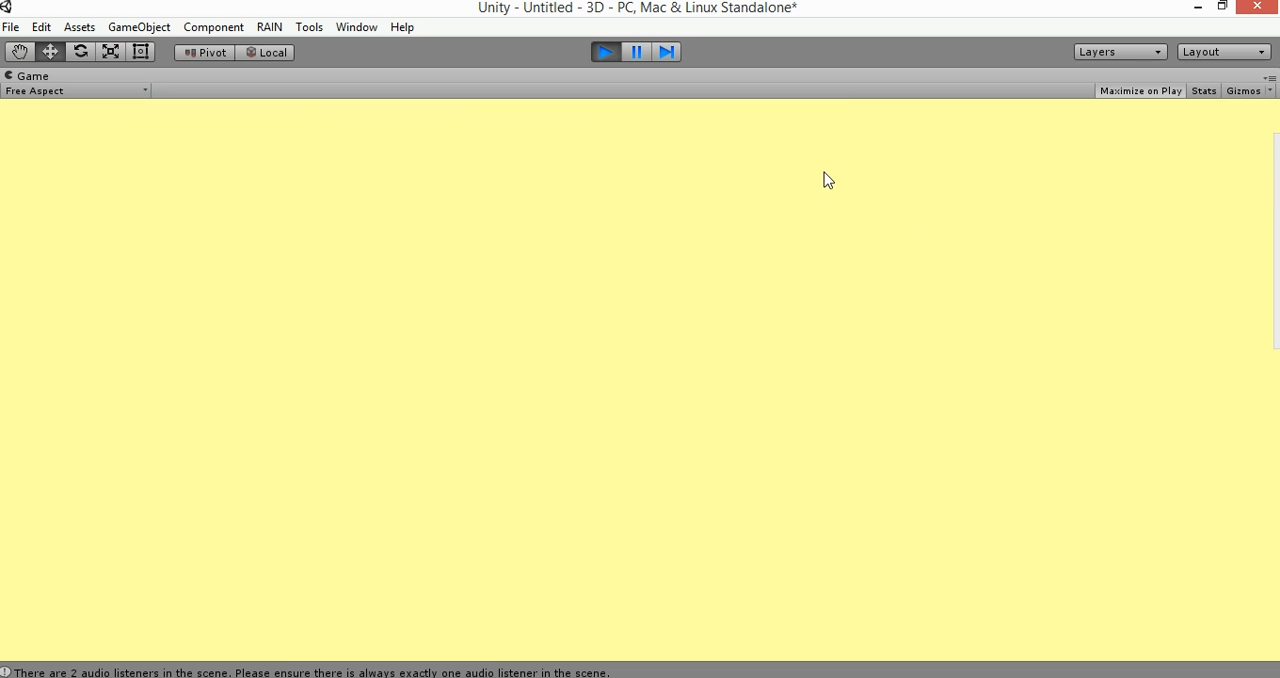 Unity - Untitled - 3D - PC, Mac & Linux Standalone*
File Edit Assets GameObject Component RAIN Tools Window Help
Pivot Local Layers Layout
Game
Free Aspect Maximize on Play Stats Gizmos
There are 2 audio listeners in the scene. Please ensure there is always exactly one audio listener in the scene.